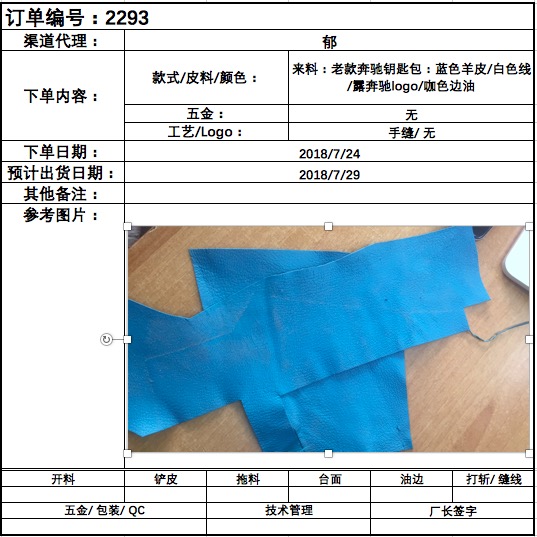 订单编号：2293
渠道代理：
郁
下单内容：
款式/皮料/颜色：
来料：老款奔驰钥匙包：蓝色羊皮/白色线
/露奔驰logo/咖色边油
五金：
无
工艺/Logo：
手缝/ 无
下单日期：
2018/7/24
预计出货日期：
2018/7/29
其他备注：
参考图片：
开料
铲皮
拖料
台面
油边
打斩/ 缝线
五金/ 包装/ QC
技术管理
厂长签字